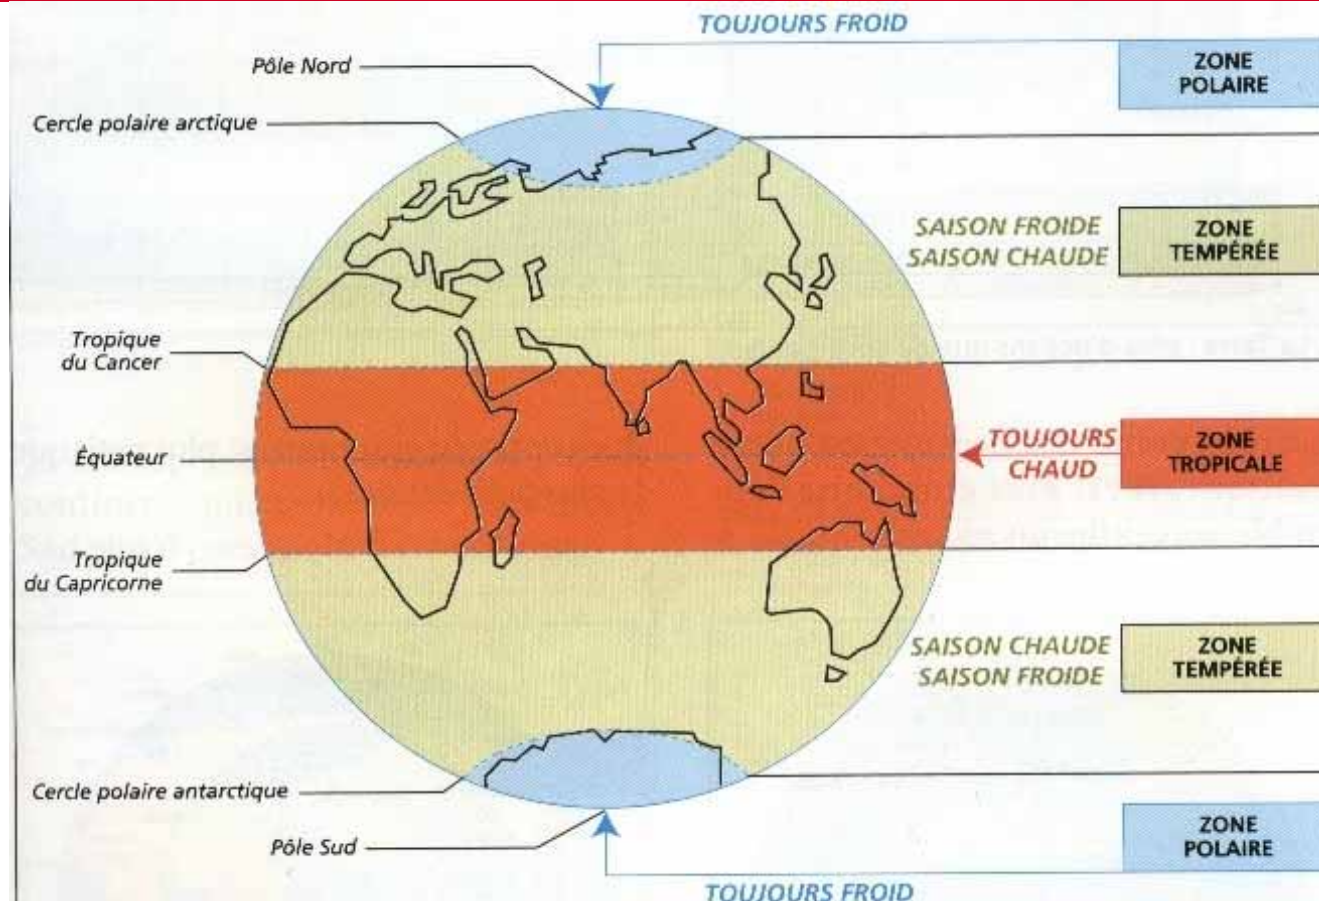 TOUJOURS FROID
Pôle Nord
ZONE
POLAIRE
Cercle polaire arctique
SAISON FROIDE
SAISON CHAUDE
ZONE
TEMPÉRÉE
Tropique
du Cancer
Équateur
TOUJOURS
CHAUD
ZONE
TROPICALE
Tropique
du Capricorne
SAISON CHAUDE
SAISON FROIDE
ZONE
TEMPÉRÉE
Cercle polaire antarctique
Pôle Sud
ZONE
POLAIRE
TOUJOURS FROID